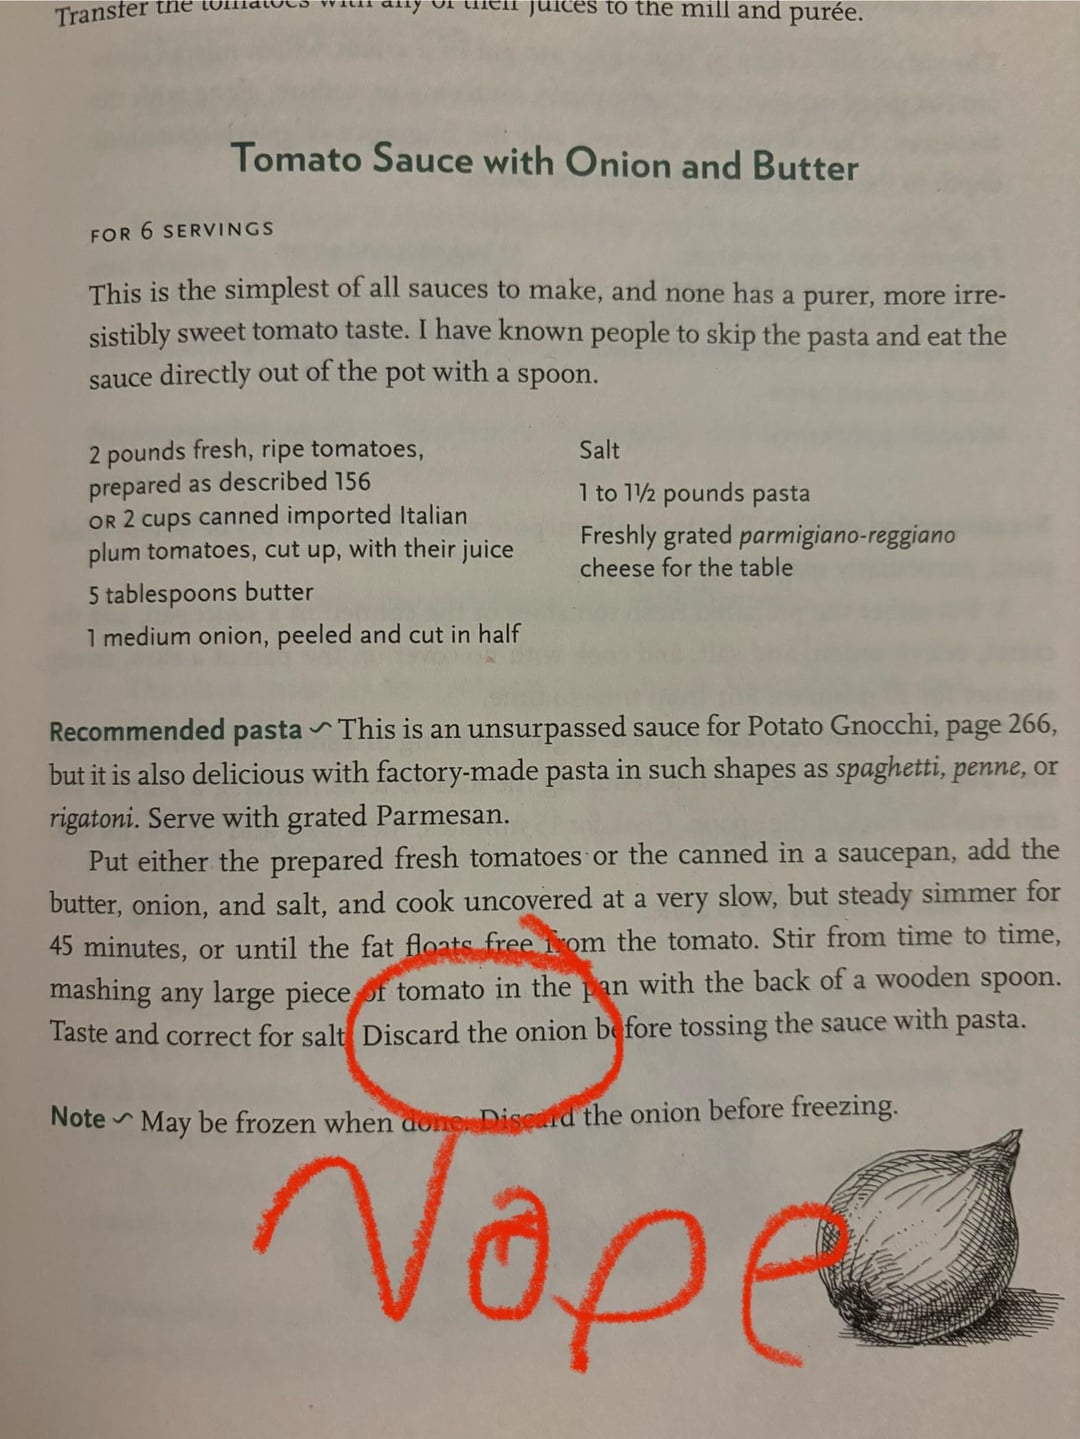 Transfer the tomatoes with any of their juices to the mill and purée.
Tomato Sauce with Onion and Butter
FOR 6 SERVINGS
This is the simplest of all sauces to make, and none has a purer, more irre-
sistibly sweet tomato taste. I have known people to skip the pasta and eat the
sauce directly out of the pot with a spoon.
2 pounds fresh, ripe tomatoes,
prepared as described 156
OR 2 cups canned imported Italian
plum tomatoes, cut up, with their juice
5 tablespoons butter
1 medium onion, peeled and cut in half
Salt
1 to 1½ pounds pasta
Freshly grated parmigiano-reggiano
cheese for the table
Recommended pasta ~ This is an unsurpassed sauce for Potato Gnocchi, page 266,
but it is also delicious with factory-made pasta in such shapes as spaghetti, penne, or
rigatoni. Serve with grated Parmesan.
Put either the prepared fresh tomatoes or the canned in a saucepan, add the
butter, onion, and salt, and cook uncovered at a very slow, but steady simmer for
45 minutes, or until the fat floats free from the tomato. Stir from time to time,
mashing any large piece of tomato in the pan with the back of a wooden spoon.
Taste and correct for salt. Discard the onion before tossing the sauce with pasta.
Note ~ May be frozen when done. Discard the onion before freezing.
Nope